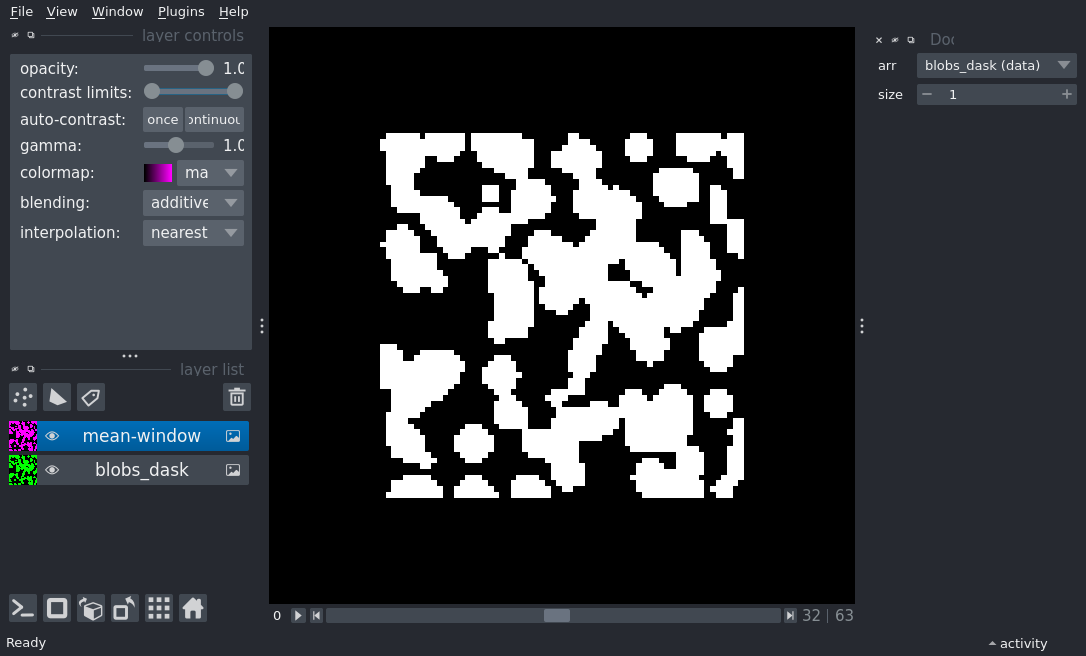 File View Window Plugins Help
layer controls
opacity: 1.0
contrast limits:
auto-contrast: once ontinuou
gamma: 1.0
colormap: ma
blending: additive
interpolation: nearest
layer list
mean-window
blobs_dask
0 32 | 63
Ready
Doc
arr blobs_dask (data)
size 1
activity